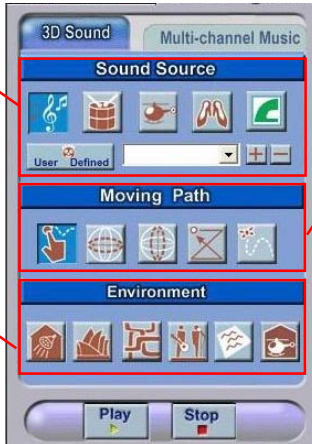 3D Sound
Multi-channel Music
Sound Source
User Defined
Moving Path
Environment
Play
Stop